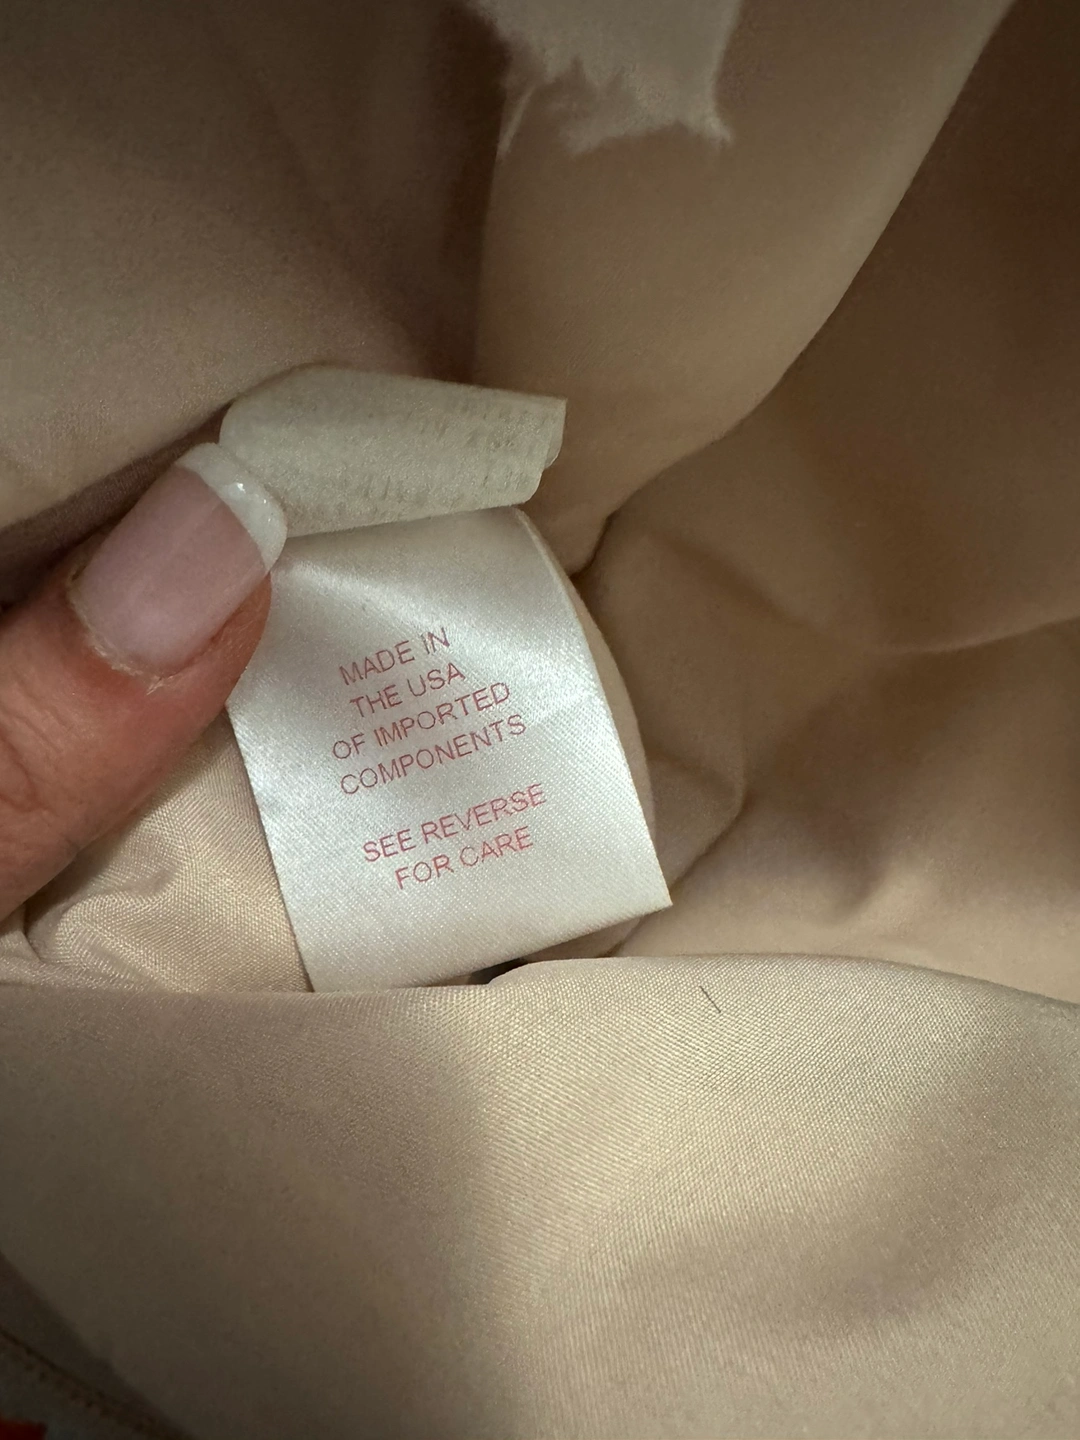 MADE IN
THE USA
OF IMPORTED
COMPONENTS
SEE REVERSE
FOR CARE